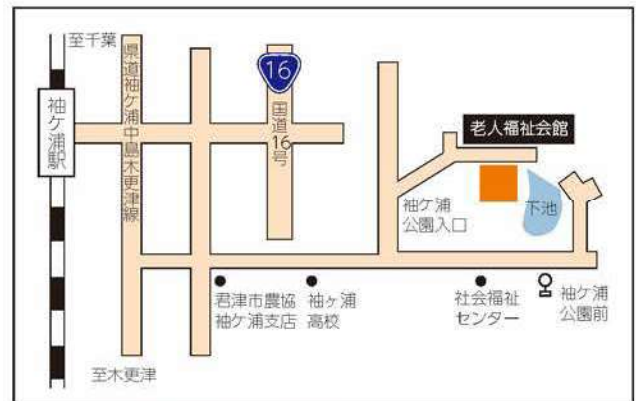 至千葉
袖ケ浦駅
県道袖ケ浦中島木更津線
16
国道16号
老人福祉会館
袖ケ浦
公園入口
下池
君津市農協
袖ケ浦支店
袖ヶ浦
高校
社会福祉
センター
袖ケ浦
公園前
至木更津